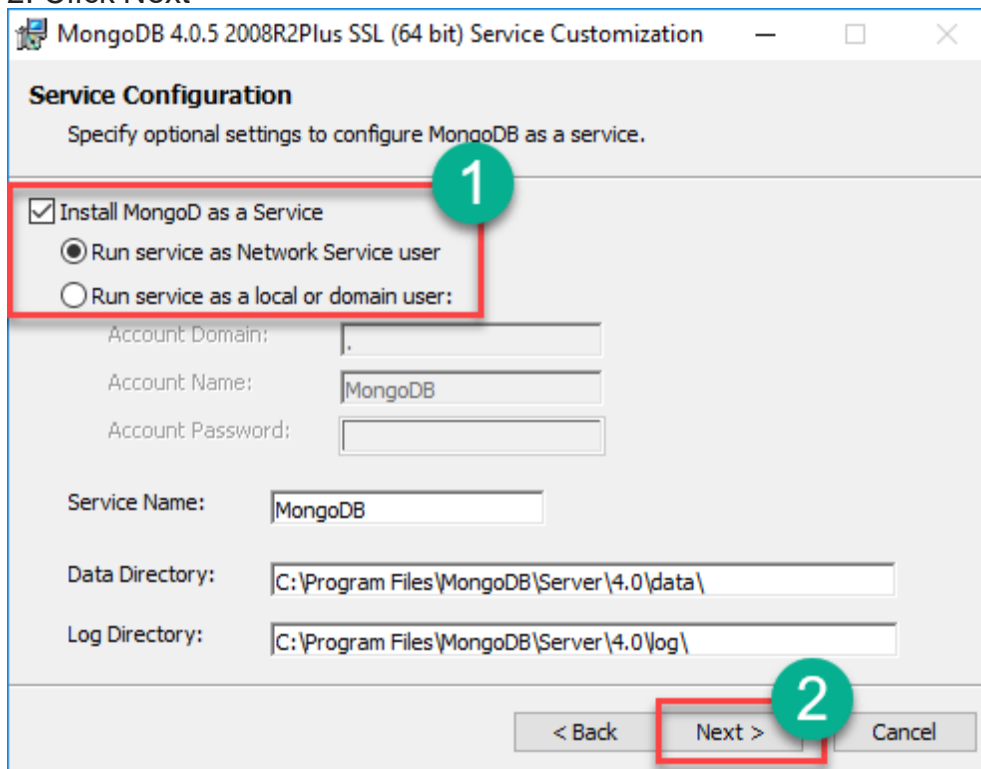 2. Click Next
MongoDB 4.0.5 2008R2Plus SSL (64 bit) Service Customization
Service Configuration
Specify optional settings to configure MongoDB as a service.
1
Install MongoD as a Service
Run service as Network Service user
Run service as a local or domain user:
Account Domain: .
Account Name: MongoDB
Account Password:
Service Name: MongoDB
Data Directory: C:\Program Files\MongoDB\Server\4.0\data\
Log Directory: C:\Program Files\MongoDB\Server\4.0\log\
2
< Back Next > Cancel